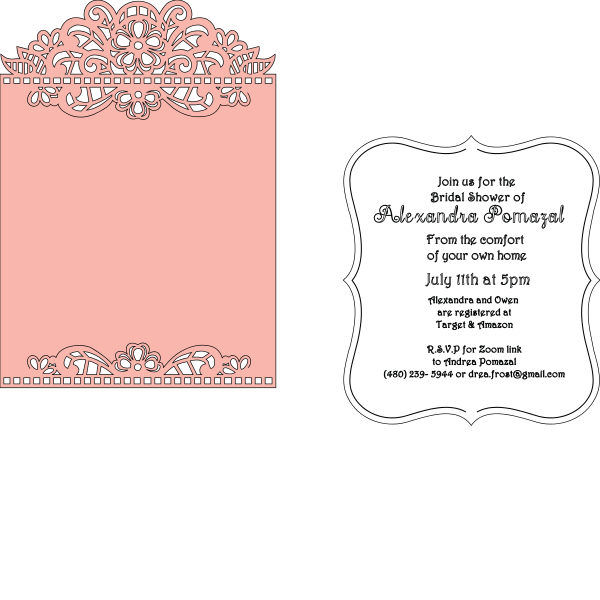 Join us for the
Bridal Shower of
Alexandra Pomazal
From the comfort
of your own home
July 11th at 5pm
Alexandra and Owen
are registered at
Target & Amazon
R.S.V.P for Zoom link
to Andrea Pomazal
(480) 239- 5944 or drea.frost@gmail.com